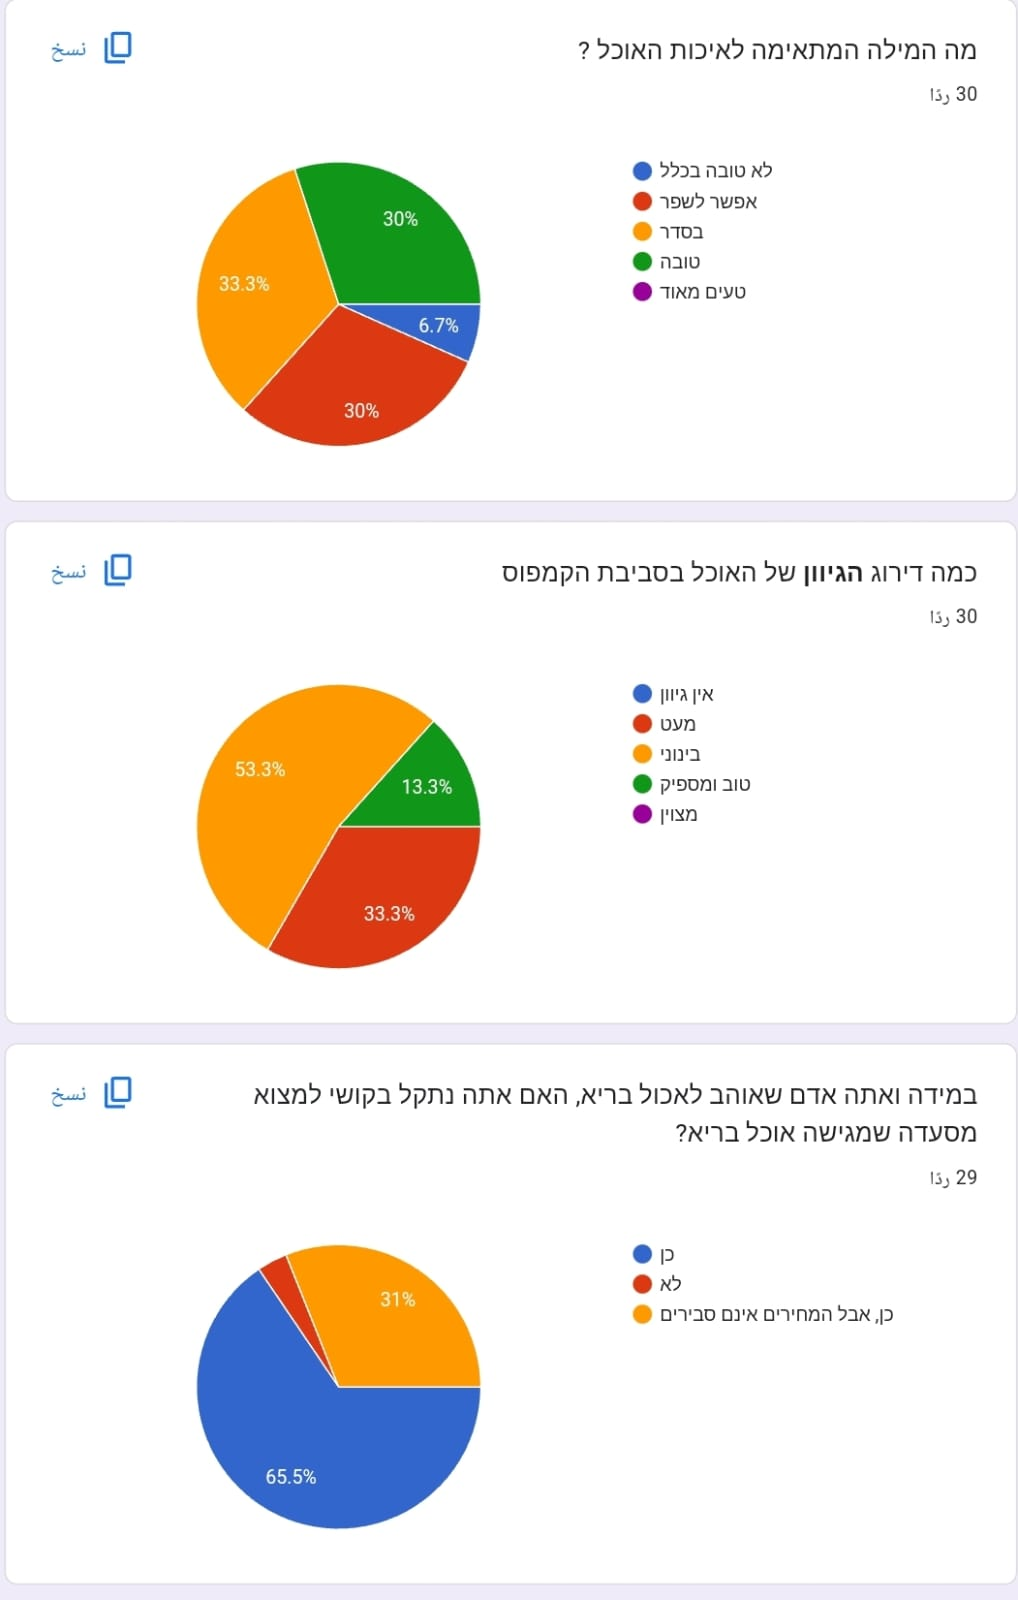 מה המילה המתאימה לאיכות האוכל ?
نسخ
30 ردًا
לא טובה בכלל
אפשר לשפר
בסדר
טובה
טעים מאוד
30%
33.3%
6.7%
30%
כמה דירוג הגיוון של האוכל בסביבת הקמפוס
نسخ
30 ردًا
אין גיוון
מעט
בינוני
טוב ומספיק
מצוין
53.3%
13.3%
33.3%
במידה ואתה אדם שאוהב לאכול בריא, האם אתה נתקל בקושי למצוא
מסעדה שמגישה אוכל בריא?
نسخ
29 ردًا
כן
לא
כן, אבל המחירים אינם סבירים
31%
65.5%